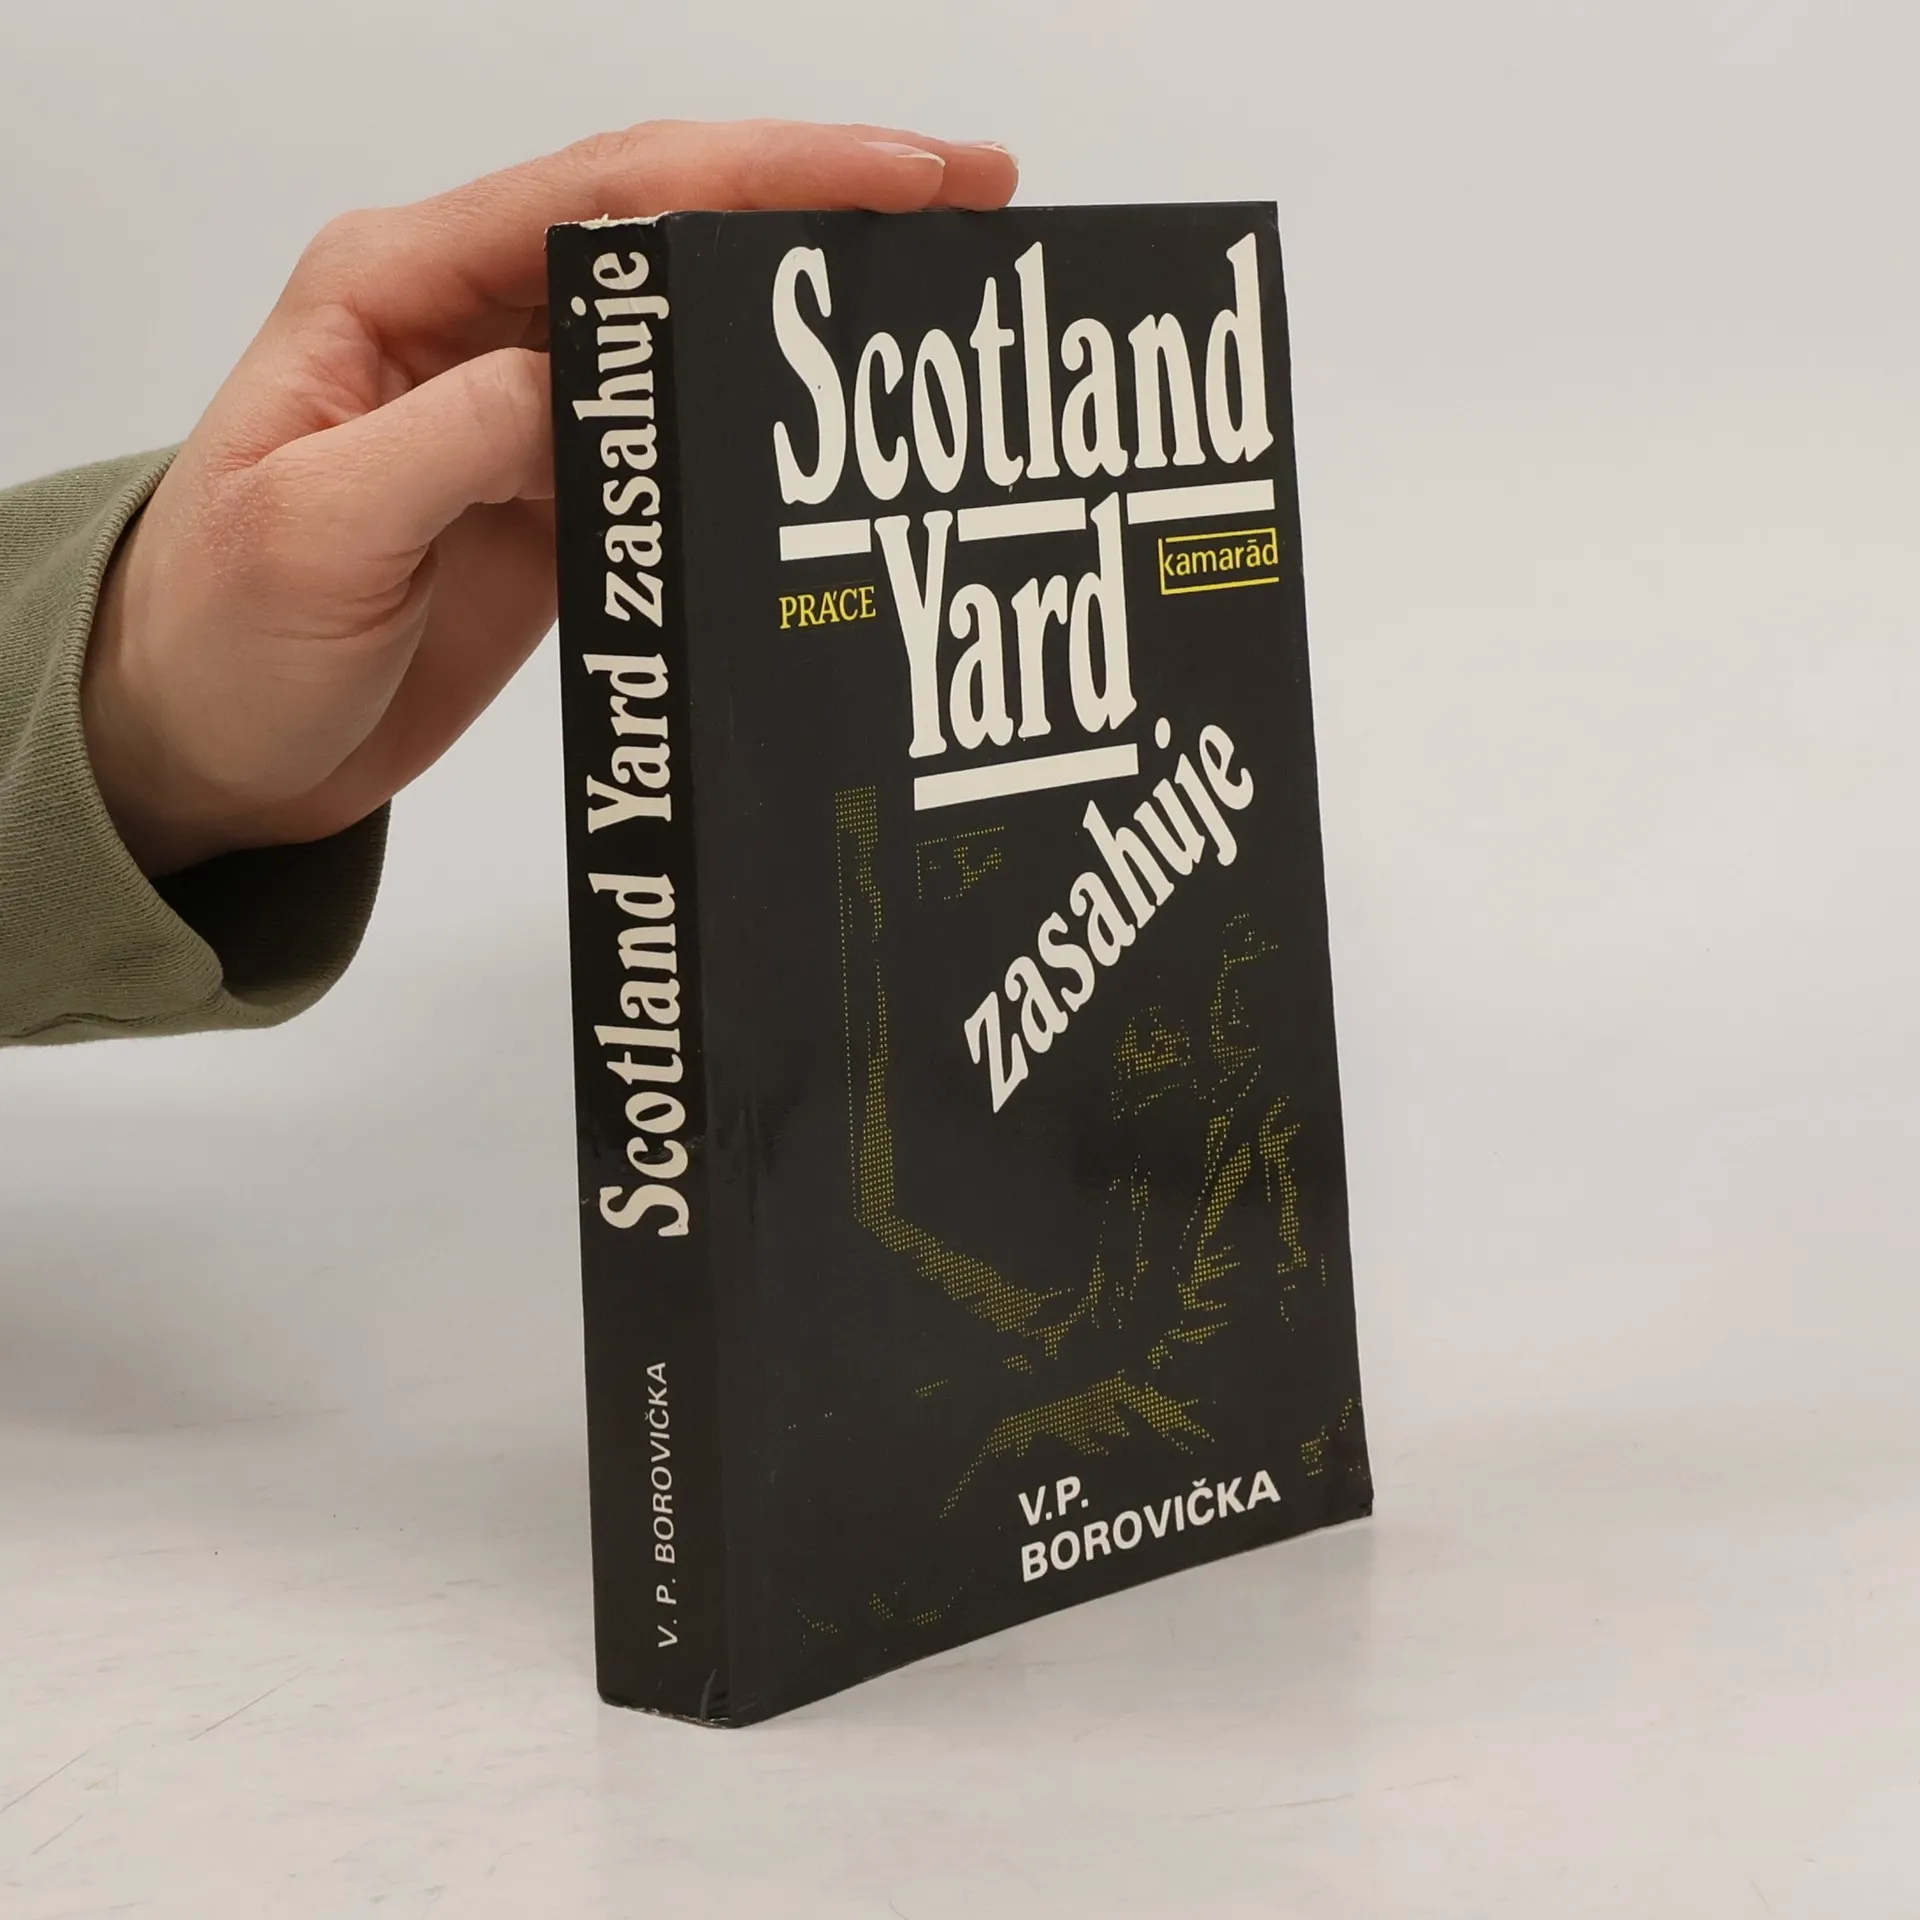 Scotland Yard zasahuje
V. P. BOROVIČKA
Scotland
Yard
PRÁCE
kamarád
zasahuje
V.P.
BOROVIČKA